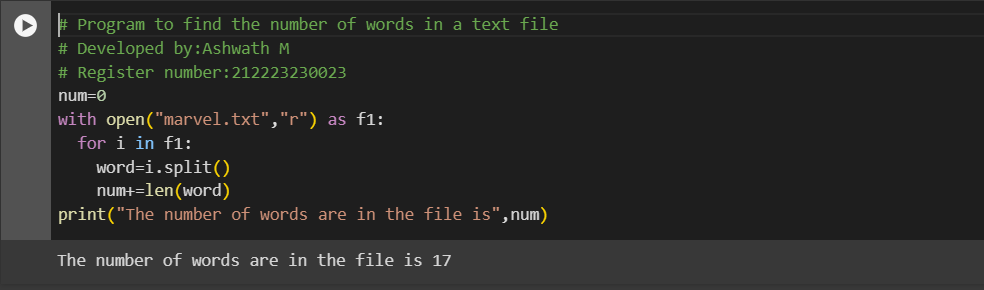 # Program to find the number of words in a text file
# Developed by:Ashwath M
# Register number:212223230023
num=0
with open("marvel.txt","r") as f1:
  for i in f1:
    word=i.split()
    num+=len(word)
print("The number of words are in the file is",num)
The number of words are in the file is 17